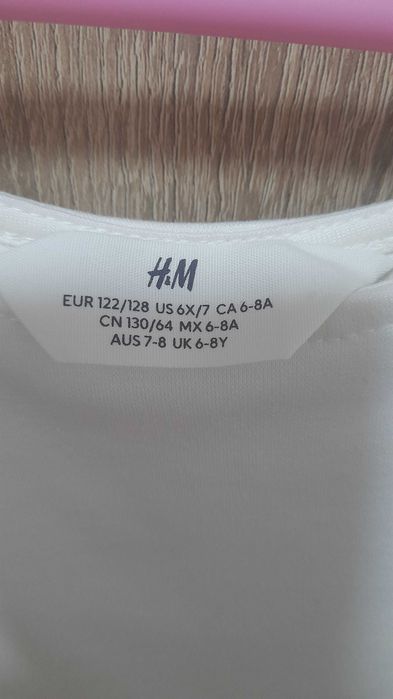 H&M
EUR 122/128 US 6X/7 CA 6-8A
CN 130/64 MX 6-8A
AUS 7-8 UK 6-8Y